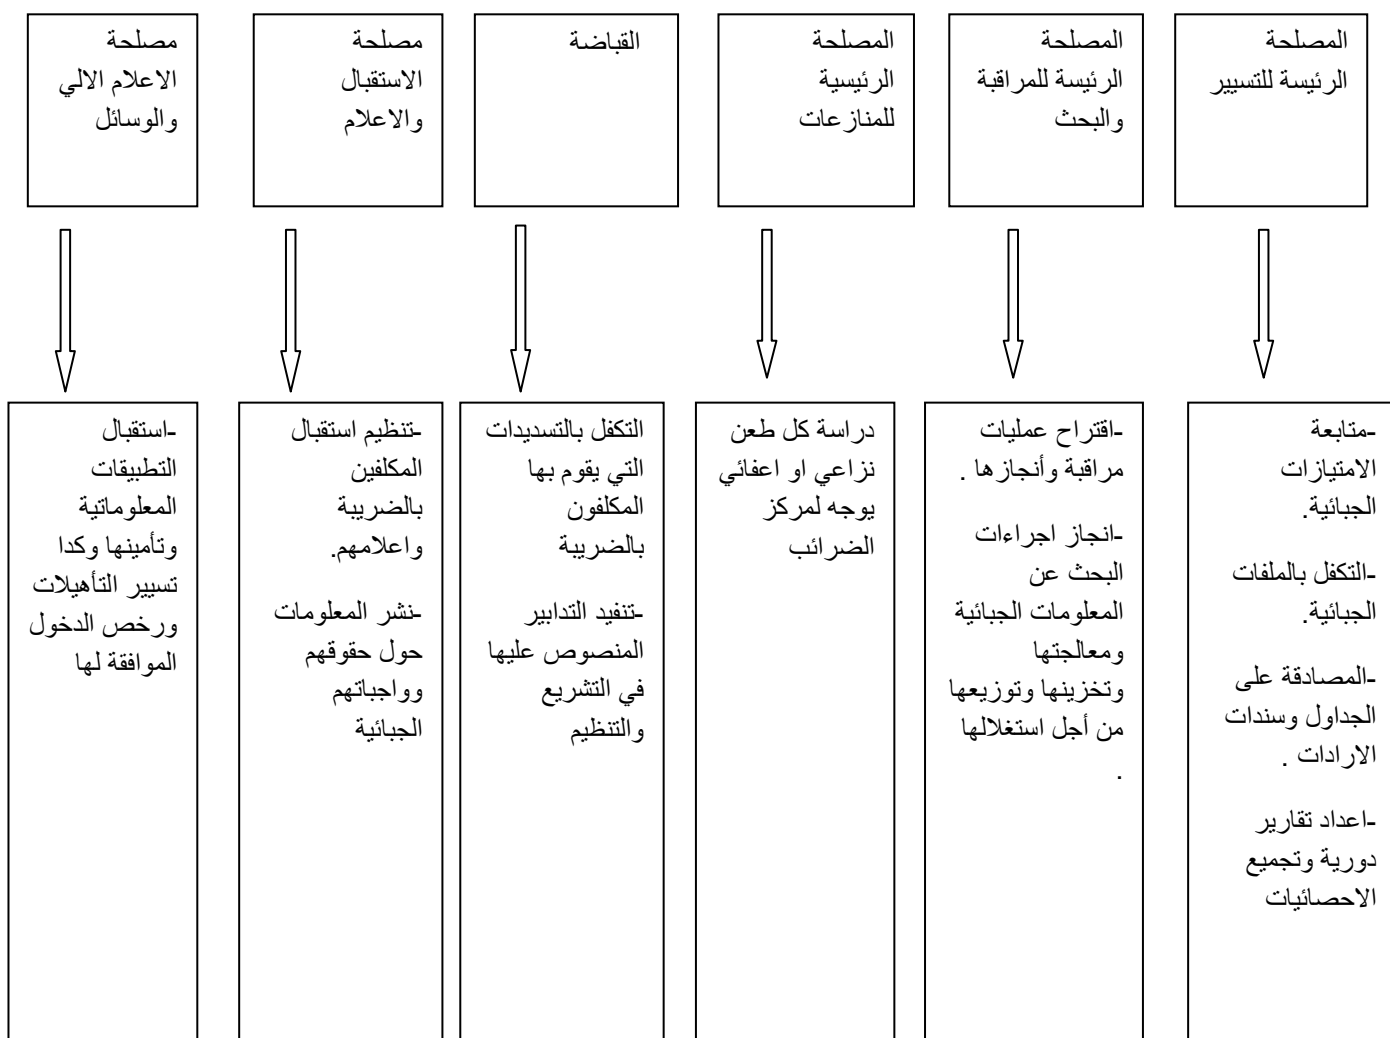 المصلحة
الرئيسة للتسيير
المصلحة
الرئيسة للمراقبة
والبحث
المصلحة
الرئيسية
للمنازعات
القباضة
مصلحة
الاستقبال
والاعلام
مصلحة
الاعلام الالي
والوسائل
-متابعة
الامتيازات
الجبائية.
-التكفل بالملفات
الجبائية.
-المصادقة على
الجداول وسندات
الارادات .
-اعداد تقارير
دورية وتجميع
الاحصائيات
-اقتراح عمليات
مراقبة وأنجازها .
-انجاز اجراءات
البحث عن
المعلومات الجبائية
ومعالجتها
وتخزينها وتوزيعها
من أجل استغلالها
.
دراسة كل طعن
نزاعي او اعفائي
يوجه لمركز
الضرائب
التكفل بالتسديدات
التي يقوم بها
المكلفون
بالضريبة
-تنفيد التدابير
المنصوص عليها
في التشريع
والتنظيم
-تنظيم استقبال
المكلفين
بالضريبة
واعلامهم.
-نشر المعلومات
حول حقوقهم
وواجباتهم
الجبائية
-استقبال
التطبيقات
المعلوماتية
وتأمينها وكدا
تسيير التأهيلات
ورخص الدخول
الموافقة لها